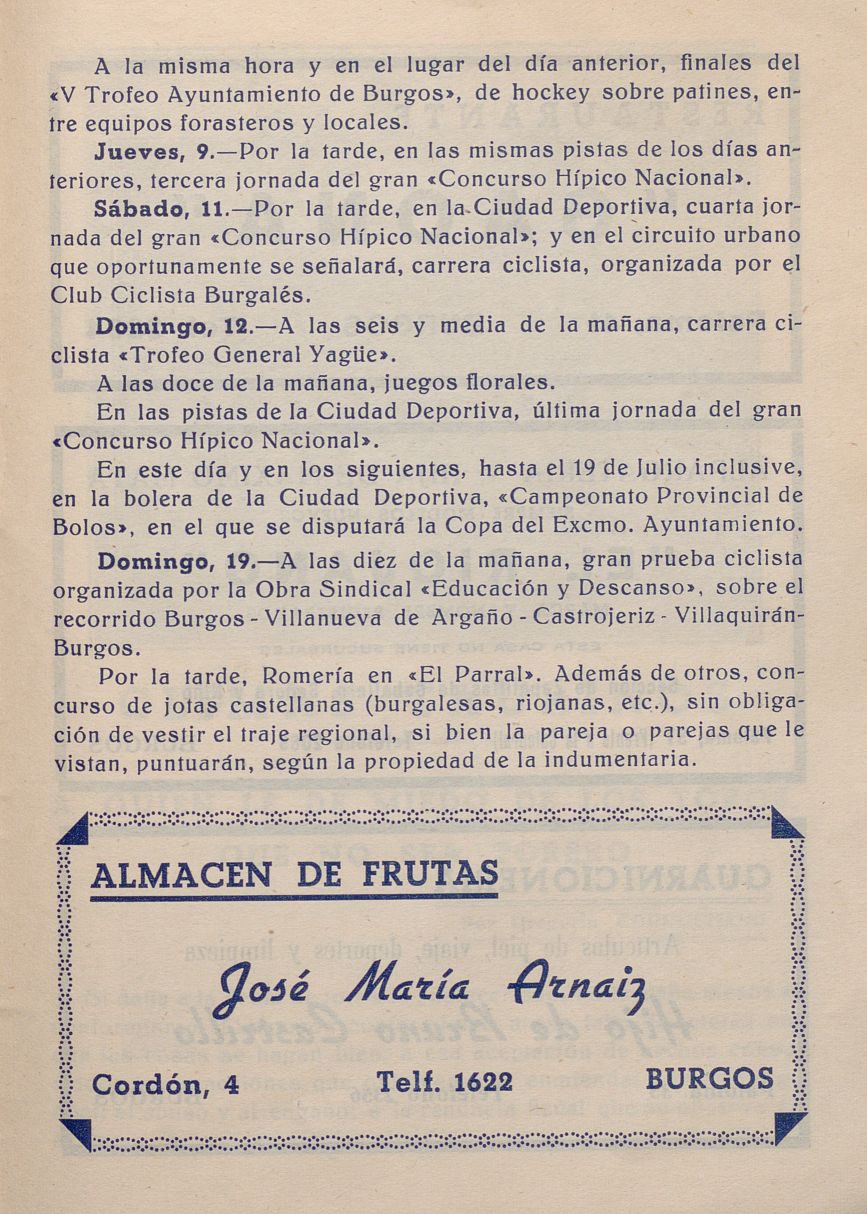 A la misma hora y en el lugar del día anterior, finales del
«V Trofeo Ayuntamiento de Burgos», de hockey sobre patines, en-
tre equipos forasteros y locales.
Jueves, 9.—Por la tarde, en las mismas pistas de los días an-
teriores, tercera jornada del gran «Concurso Hípico Nacional».
Sábado, 11.—Por la tarde, en la Ciudad Deportiva, cuarta jor-
nada del gran «Concurso Hípico Nacional»; y en el circuito urbano
que oportunamente se señalará, carrera ciclista, organizada por el
Club Ciclista Burgalés.
Domingo, 12.—A las seis y media de la mañana, carrera ci-
clista «Trofeo General Yagüe».
A las doce de la mañana, juegos florales.
En las pistas de la Ciudad Deportiva, última jornada del gran
«Concurso Hípico Nacional».
En este día y en los siguientes, hasta el 19 de Julio inclusive,
en la bolera de la Ciudad Deportiva, «Campeonato Provincial de
Bolos», en el que se disputará la Copa del Excmo. Ayuntamiento.
Domingo, 19.—A las diez de la mañana, gran prueba ciclista
organizada por la Obra Sindical «Educación y Descanso», sobre el
recorrido Burgos - Villanueva de Argaño - Castrojeriz - Villaquirán-
Burgos.
Por la tarde, Romería en «El Parral». Además de otros, con-
curso de jotas castellanas (burgalesas, riojanas, etc.), sin obliga-
ción de vestir el traje regional, si bien la pareja o parejas que le
vistan, puntuarán, según la propiedad de la indumentaria.
ALMACEN DE FRUTAS
José María Arnaiz
Cordón, 4 Telf. 1622 BURGOS